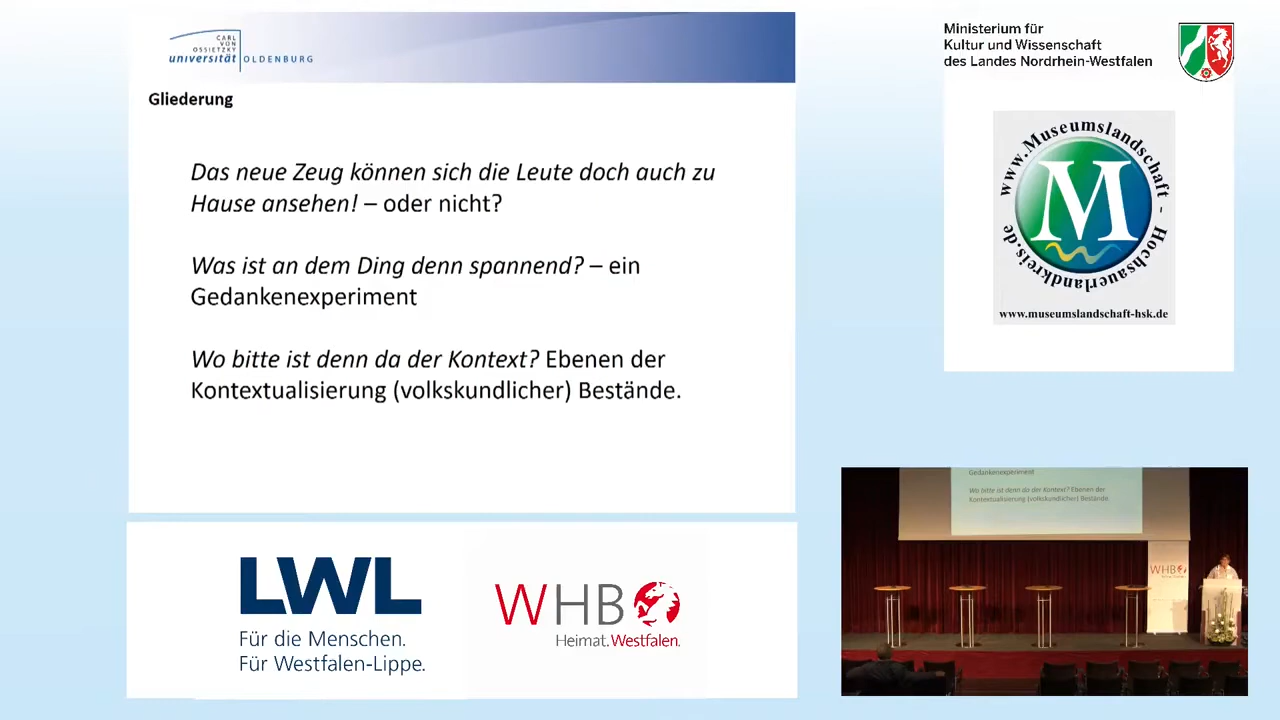 CARL
VON
OSSIETZKY
universität OLDENBURG
Gliederung
Das neue Zeug können sich die Leute doch auch zu
Hause ansehen! – oder nicht?
Was ist an dem Ding denn spannend? – ein
Gedankenexperiment
Wo bitte ist denn da der Kontext? Ebenen der
Kontextualisierung (volkskundlicher) Bestände.
LWL
Für die Menschen.
Für Westfalen-Lippe.
WHB
Heimat.Westfalen.
Ministerium für
Kultur und Wissenschaft
des Landes Nordrhein-Westfalen
www.Museumslandschaft -
Hochsauerlandkreis.de
M
www.museumslandschaft-hsk.de
Gedankenexperiment
Wo bitte ist denn da der Kontext? Ebenen der
Kontextualisierung (volkskundlicher) Bestände.
WHB